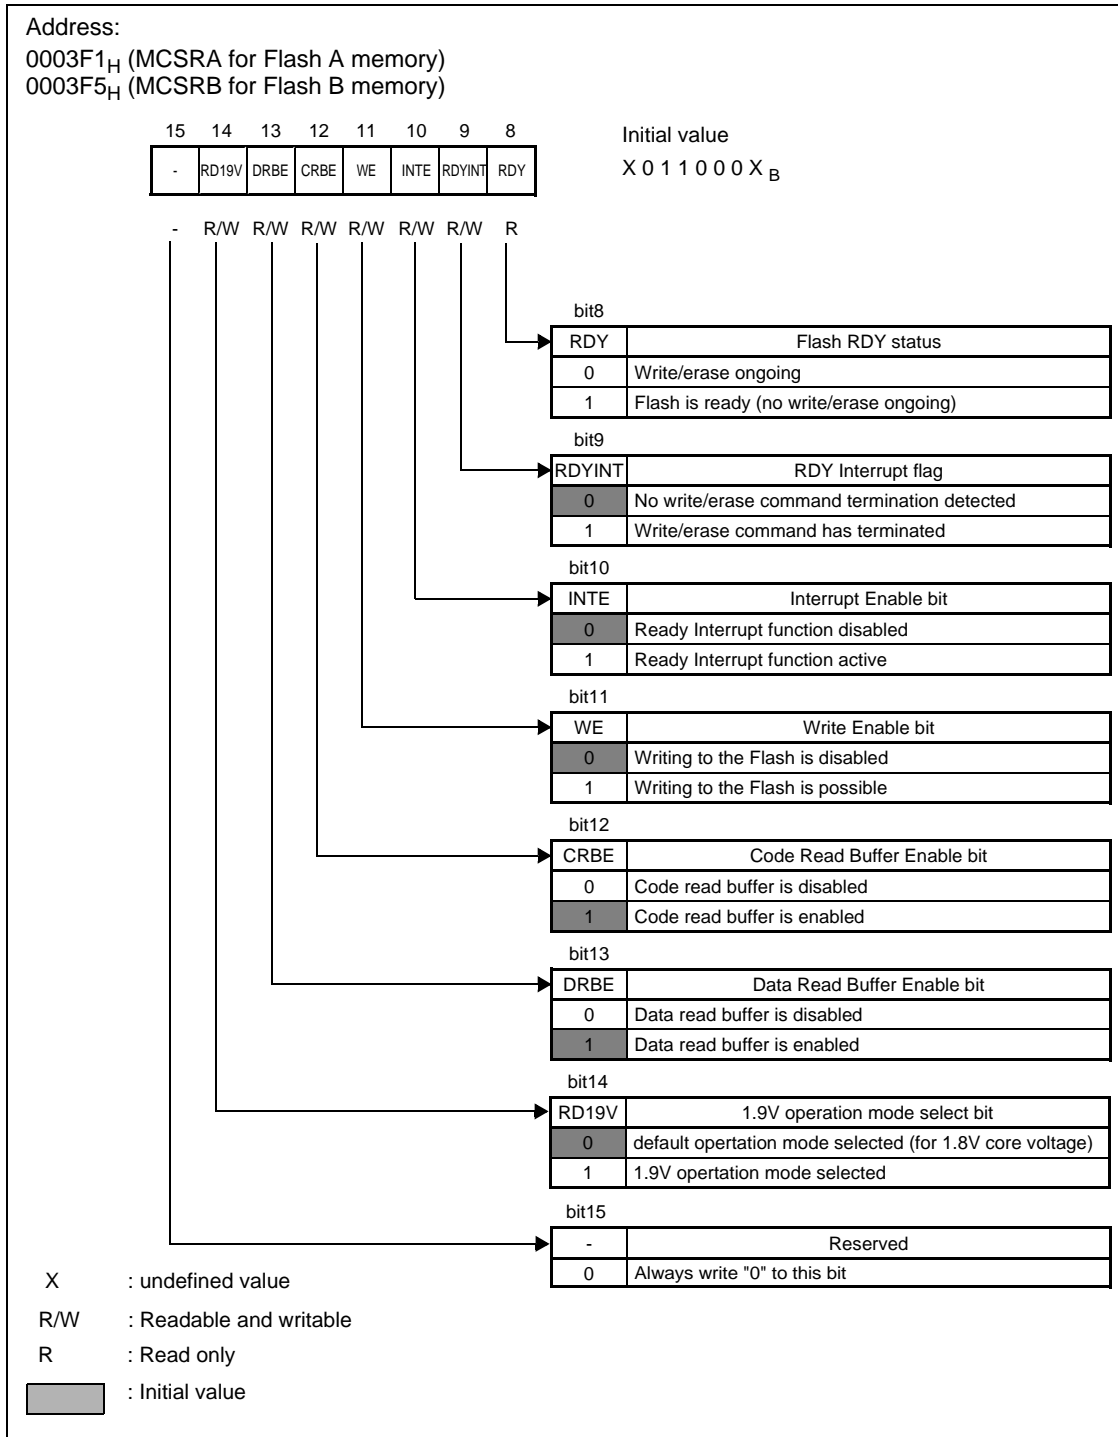 Address:
0003F1H (MCSRA for Flash A memory)
0003F5H (MCSRB for Flash B memory)
15 14 13 12 11 10 9 8 Initial value
- RD19V DRBE CRBE WE INTE RDYINT RDY X 0 1 1 0 0 0 X B
- R/W R/W R/W R/W R/W R/W R
bit8
RDY Flash RDY status
0 Write/erase ongoing
1 Flash is ready (no write/erase ongoing)
bit9
RDYINT RDY Interrupt flag
0 No write/erase command termination detected
1 Write/erase command has terminated
bit10
INTE Interrupt Enable bit
0 Ready Interrupt function disabled
1 Ready Interrupt function active
bit11
WE Write Enable bit
0 Writing to the Flash is disabled
1 Writing to the Flash is possible
bit12
CRBE Code Read Buffer Enable bit
0 Code read buffer is disabled
1 Code read buffer is enabled
bit13
DRBE Data Read Buffer Enable bit
0 Data read buffer is disabled
1 Data read buffer is enabled
bit14
RD19V 1.9V operation mode select bit
0 default opertation mode selected (for 1.8V core voltage)
1 1.9V opertation mode selected
bit15
- Reserved
0 Always write "0" to this bit
X : undefined value
R/W : Readable and writable
R : Read only
: Initial value